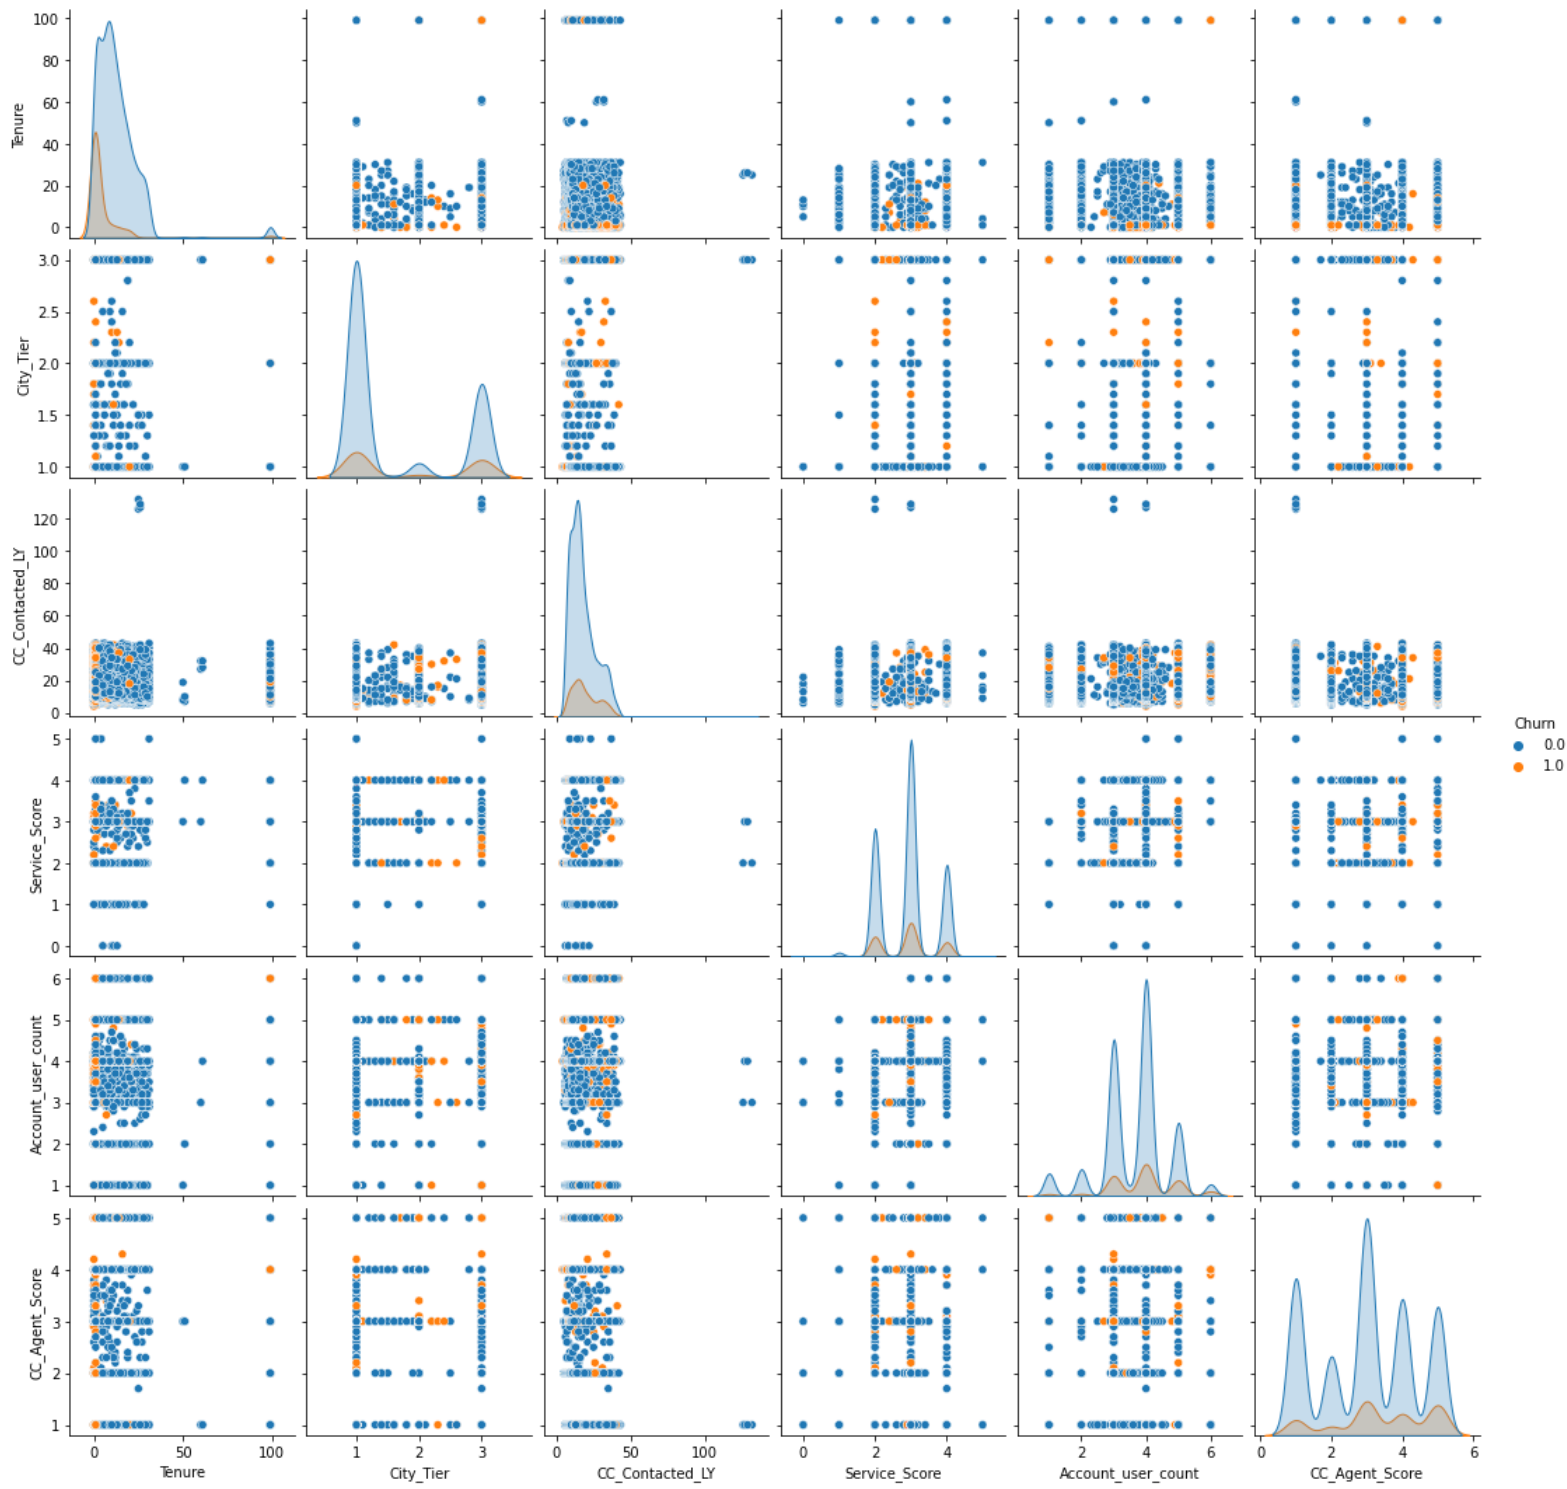 100
80
60
40
20
0
Tenure
3.0
2.5
2.0
1.5
1.0
City_Tier
120
100
80
60
40
20
0
CC_Contacted_LY
5
4
3
2
1
0
Service_Score
6
5
4
3
2
1
Account_user_count
5
4
3
2
1
CC_Agent_Score
0 50 100
1 2 3
0 50 100
0 2 4
2 4 6
0 2 4 6
Tenure
City_Tier
CC_Contacted_LY
Service_Score
Account_user_count
CC_Agent_Score
Churn
0.0
1.0